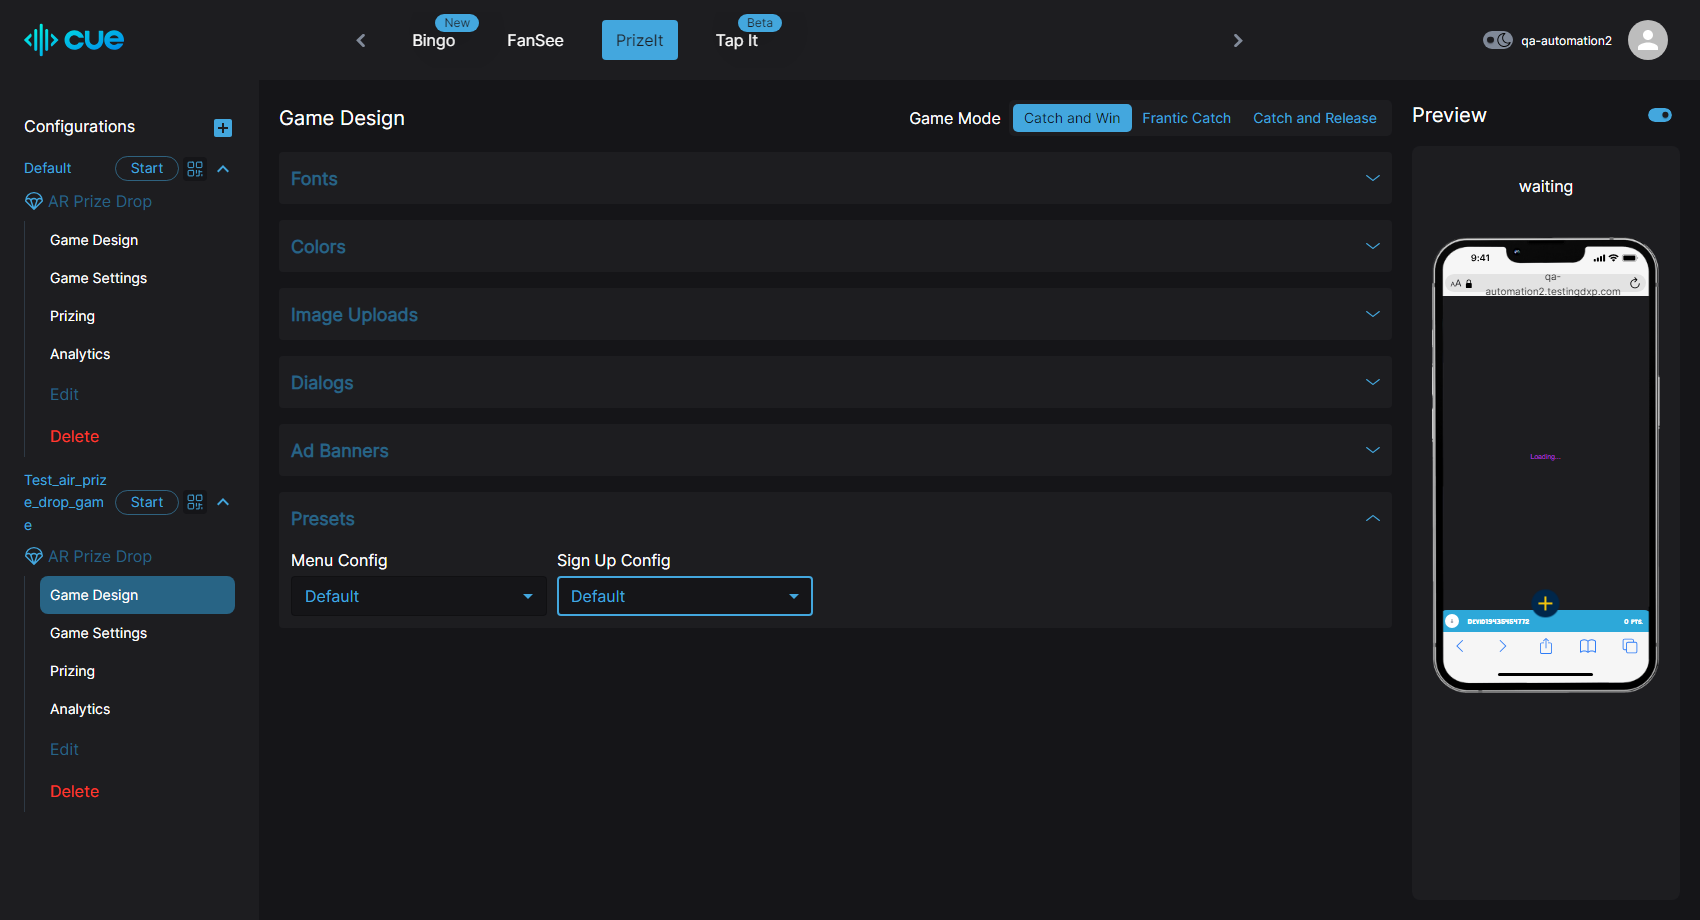 cue
New
Bingo
FanSee
PrizeIt
Beta
Tap It
qa-automation2
Configurations
Default
Start
AR Prize Drop
Game Design
Game Settings
Prizing
Analytics
Edit
Delete
Test_air_priz
e_drop_gam
e
Start
AR Prize Drop
Game Design
Game Settings
Prizing
Analytics
Edit
Delete
Game Design
Game Mode
Catch and Win
Frantic Catch
Catch and Release
Fonts
Colors
Image Uploads
Dialogs
Ad Banners
Presets
Menu Config
Sign Up Config
Default
Default
Preview
waiting
9:41
AA
qa-
automation2.testingdxp.com
Loading...
0 PTS.